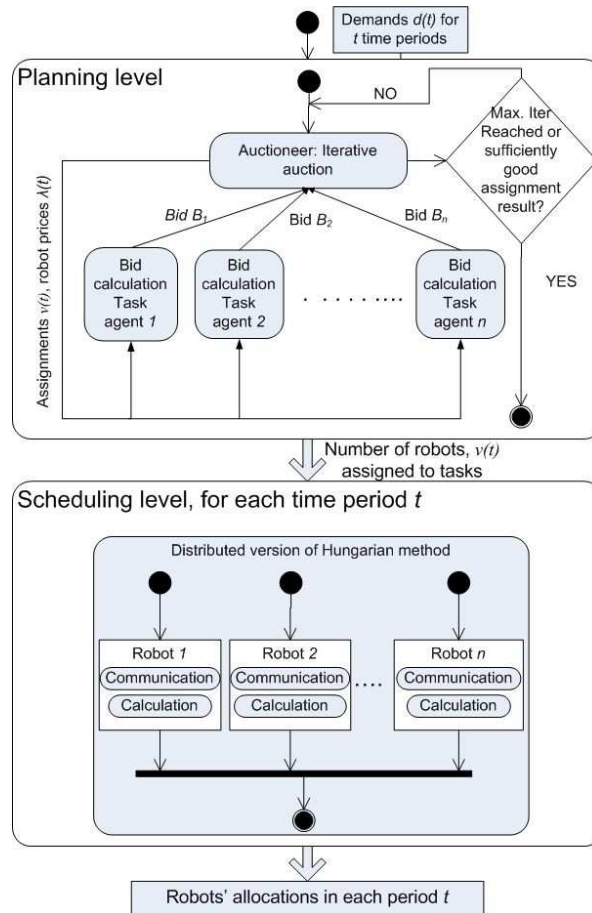 Demands d(t) for
t time periods
Planning level
NO
Max. Iter
Reached or
sufficiently
good
assignment
result?
Auctioneer: Iterative
auction
Assignments v(t), robot prices λ(t)
Bid B1
Bid B2
Bid Bn
Bid
calculation
Task
agent 1
Bid
calculation
Task
agent 2
. . . . . ....
Bid
calculation
Task
agent n
YES
Number of robots, v(t)
assigned to tasks
Scheduling level, for each time period t
Distributed version of Hungarian method
Robot 1
Communication
Calculation
Robot 2
Communication
Calculation
....
Robot n
Communication
Calculation
Robots' allocations in each period t